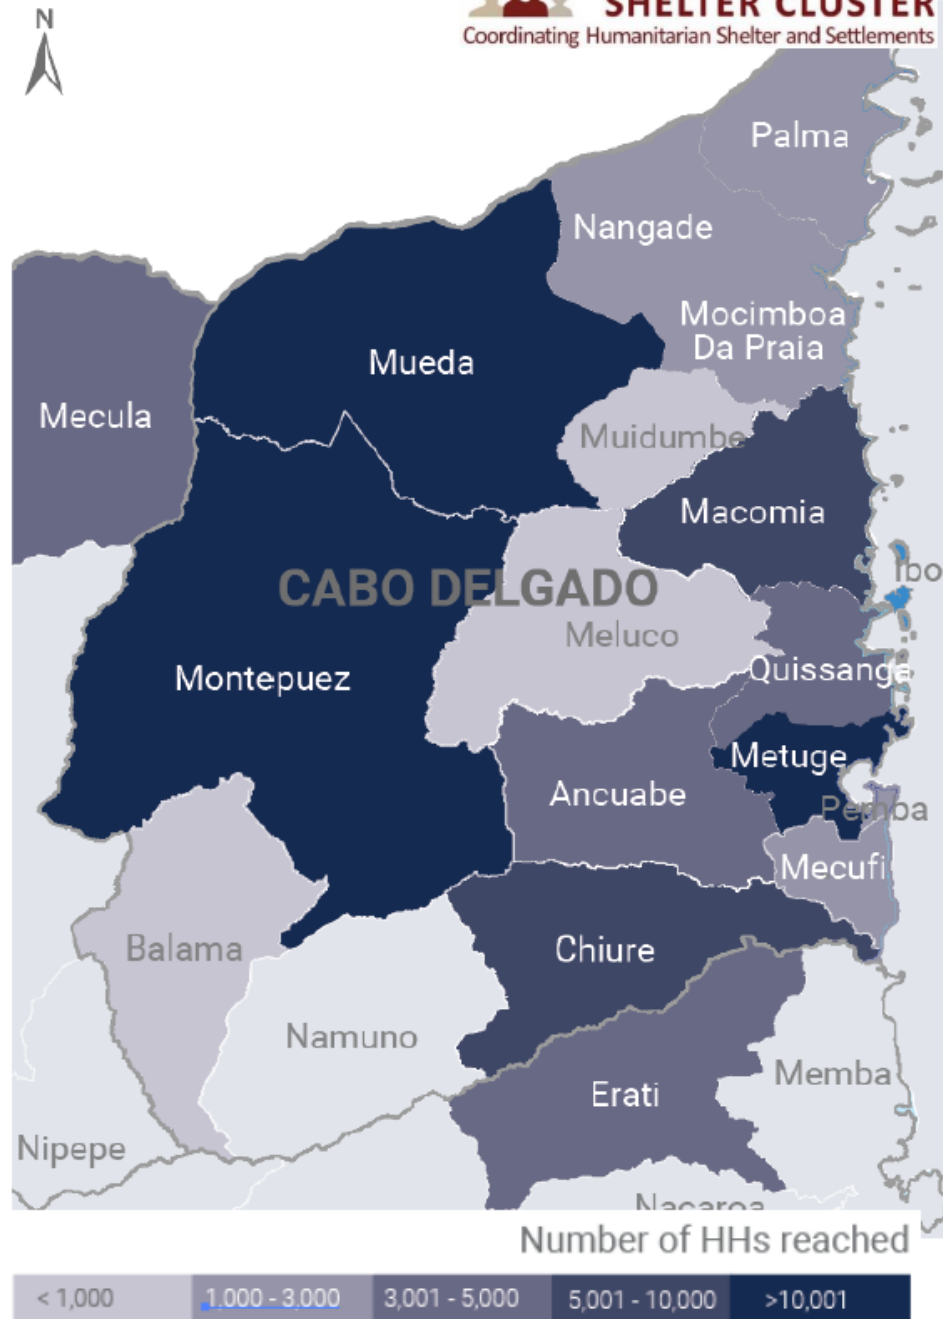 N
SHELTER CLUSTER
Coordinating Humanitarian Shelter and Settlements
Palma
Nangade
Mocimboa
Da Praia
Mueda
Mecula
Muidumbe
Macomia
Ibo
CABO DELGADO
Meluco
Quissanga
Montepuez
Metuge
Ancuabe
Pemba
Mecufi
Balama
Chiure
Namuno
Memba
Erati
Nipepe
Nacaroa
Number of HHs reached
< 1,000
1,000 - 3,000
3,001 - 5,000
5,001 - 10,000
>10,001